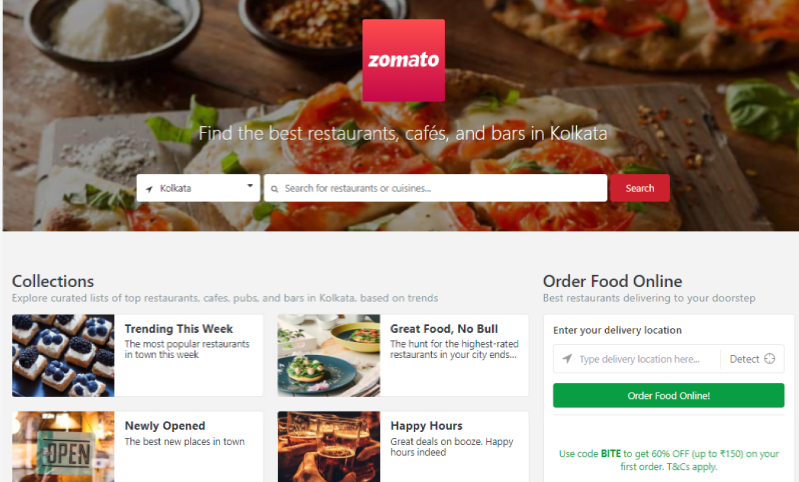 zomato
Find the best restaurants, cafés, and bars in Kolkata
Kolkata
Search for restaurants or cuisines...
Search
Collections
Explore curated lists of top restaurants, cafes, pubs, and bars in Kolkata, based on trends
Trending This Week
The most popular restaurants
in town this week
Great Food, No Bull
The hunt for the highest-rated
restaurants in your city ends...
Newly Opened
The best new places in town
OPEN
Happy Hours
Great deals on booze. Happy
hours indeed
Order Food Online
Best restaurants delivering to your doorstep
Enter your delivery location
Type delivery location here...
Detect
Order Food Online!
Use code BITE to get 60% OFF (up to ₹150) on your
first order. T&Cs apply.